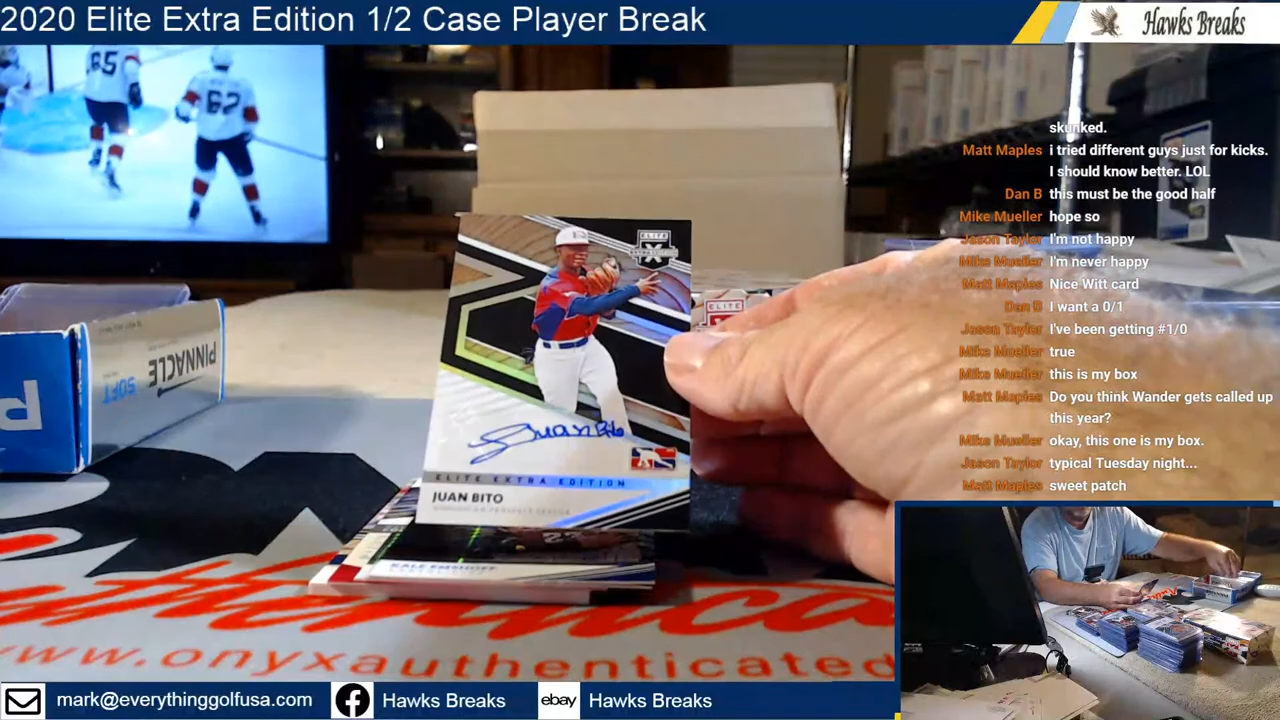 2020 Elite Extra Edition 1/2 Case Player Break
Hawks Breaks
65
62
skunked.
Matt Maples i tried different guys just for kicks.
I should know better. LOL
Dan B this must be the good half
Mike Mueller hope so
Jason Taylor I'm not happy
Mike Mueller I'm never happy
Matt Maples Nice Witt card
Dan B I want a 0/1
Jason Taylor I've been getting #1/0
Mike Mueller true
Mike Mueller this is my box
Matt Maples Do you think Wander gets called up
this year?
Mike Mueller okay, this one is my box.
Jason Taylor typical Tuesday night...
Matt Maples sweet patch
PINNACLE
SOFT
ELITE
ELITE
Juan Bito
ELITE EXTRA EDITION
JUAN BITO
www.onyxauthenticated
mark@everythinggolfusa.com
Hawks Breaks
ebay
Hawks Breaks